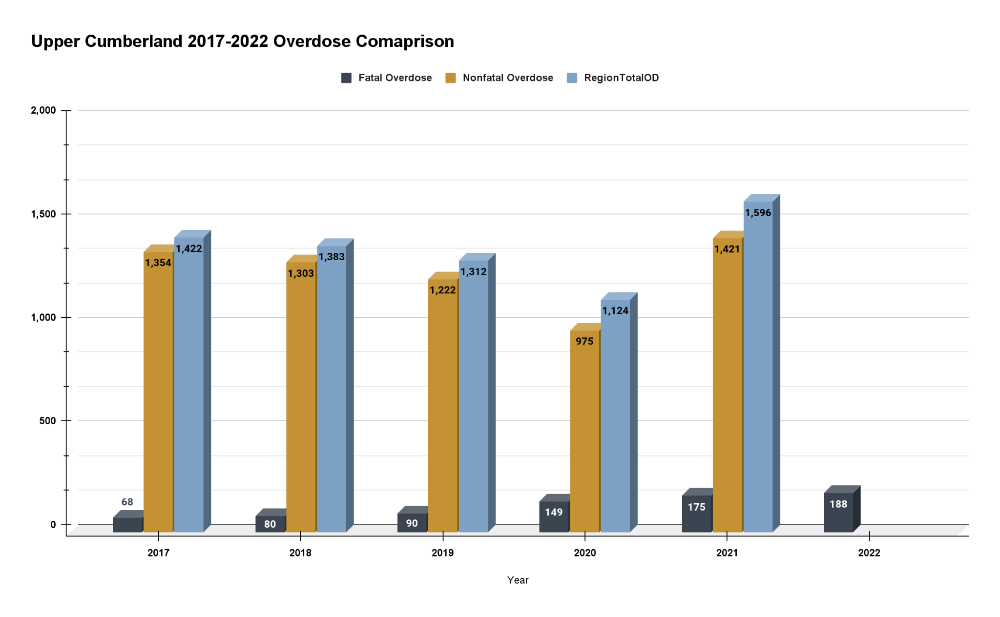 Upper Cumberland 2017-2022 Overdose Comaprison
Fatal Overdose Nonfatal Overdose RegionTotalOD
2,000
1,500
1,000
500
0
68 1,354 1,422
80 1,303 1,383
90 1,222 1,312
149 975 1,124
175 1,421 1,596
188
2017 2018 2019 2020 2021 2022
Year